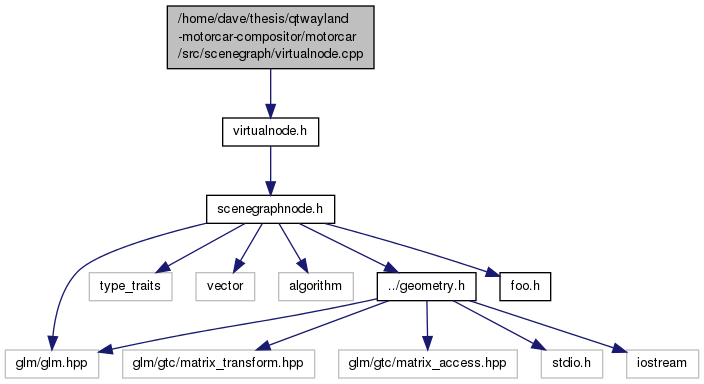 /home/dave/thesis/qtwayland
-motorcar-compositor/motorcar
/src/scenegraph/virtualnode.cpp
virtualnode.h
scenegraphnode.h
type_traits
vector
algorithm
../geometry.h
foo.h
glm/glm.hpp
glm/gtc/matrix_transform.hpp
glm/gtc/matrix_access.hpp
stdio.h
iostream